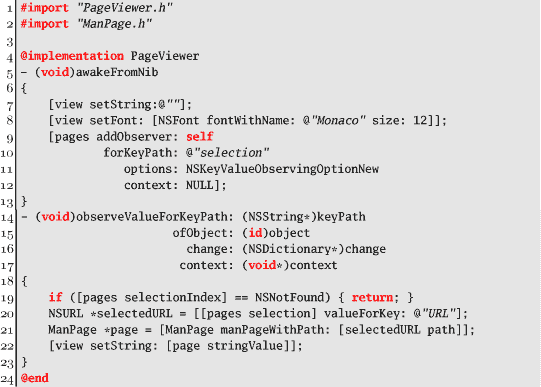 1 #import "PageViewer.h"
2 #import "ManPage.h"
3
4 @implementation PageViewer
5 - (void)awakeFromNib
6 {
7     [view setString:@""];
8     [view setFont: [NSFont fontWithName: @"Monaco" size: 12]];
9     [pages addObserver: self
10             forKeyPath: @"selection"
11                options: NSKeyValueObservingOptionNew
12                context: NULL];
13 }
14 - (void)observeValueForKeyPath: (NSString*)keyPath
15                       ofObject: (id)object
16                         change: (NSDictionary*)change
17                        context: (void*)context
18 {
19     if ([pages selectionIndex] == NSNotFound) { return; }
20     NSURL *selectedURL = [[pages selection] valueForKey: @"URL"];
21     ManPage *page = [ManPage manPageWithPath: [selectedURL path]];
22     [view setString: [page stringValue]];
23 }
24 @end